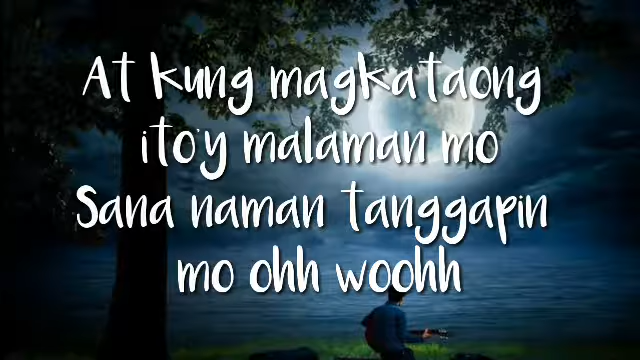 At kung magkataong
ito'y malaman mo
Sana naman tanggapin
mo ohh woohh